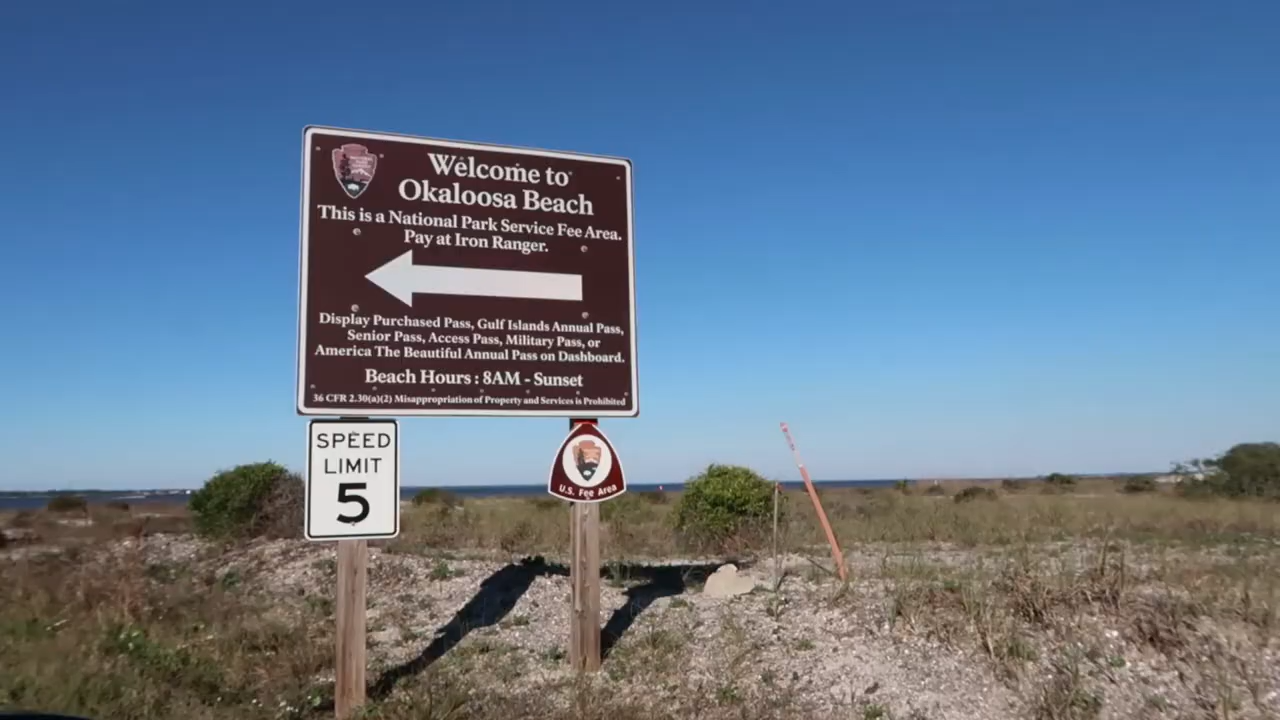 Welcome to
Okaloosa Beach
This is a National Park Service Fee Area.
Pay at Iron Ranger.
Display Purchased Pass, Gulf Islands Annual Pass,
Senior Pass, Access Pass, Military Pass, or
America The Beautiful Annual Pass on Dashboard.
Beach Hours : 8AM - Sunset
36 CFR 2.30(a)(2) Misappropriation of Property and Services is Prohibited
SPEED
LIMIT
5
U.S. Fee Area